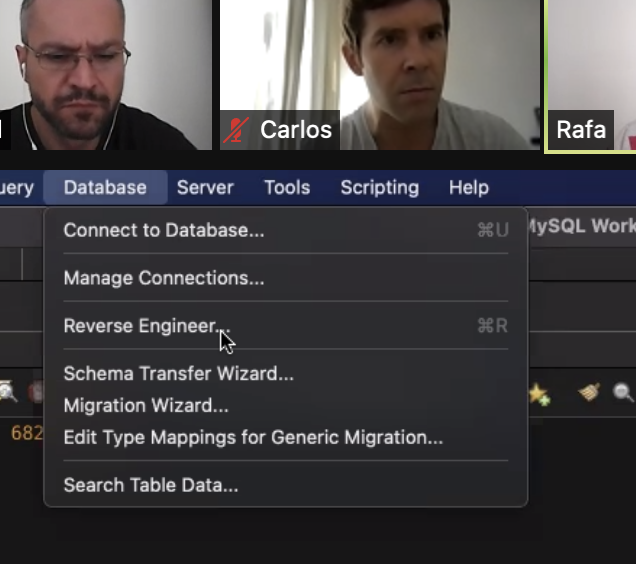 Carlos
Rafa
Database Server Tools Scripting Help
Connect to Database... ⌘U
Manage Connections...
Reverse Engineer... ⌘R
Schema Transfer Wizard...
Migration Wizard...
Edit Type Mappings for Generic Migration...
Search Table Data...
MySQL Work
682